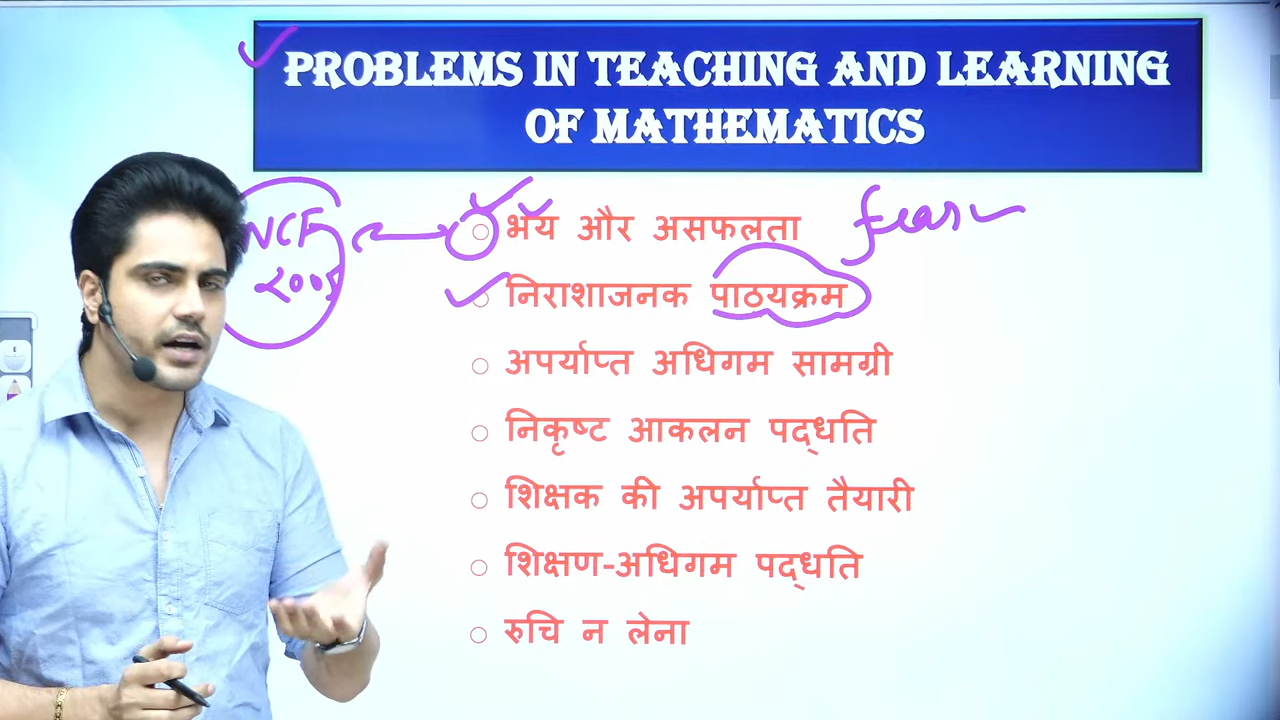 PROBLEMS IN TEACHING AND LEARNING
OF MATHEMATICS
NCF
2005
भय और असफलता
fear
निराशाजनक पाठयक्रम
अपर्याप्त अधिगम सामग्री
निकृष्ट आकलन पद्धति
शिक्षक की अपर्याप्त तैयारी
शिक्षण-अधिगम पद्धति
रुचि न लेना